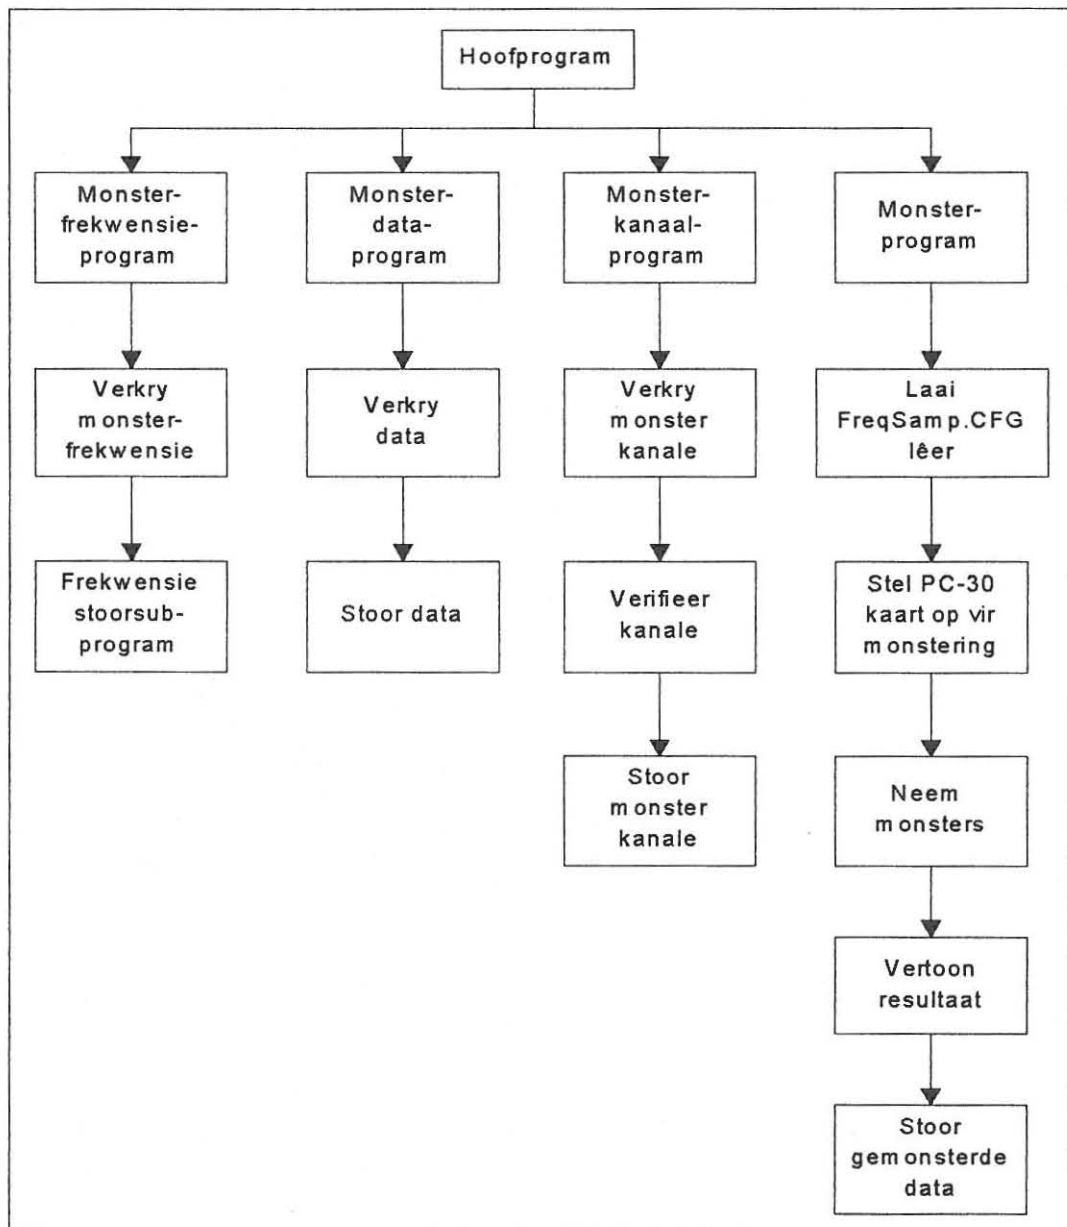 Hoofprogram
Monster-
frekwensie-
program
Monster-
data-
program
Monster-
kanaal-
program
Monster-
program
Verkry
monster-
frekwensie
Verkry
data
Verkry
monster
kanale
Laai
FreqSamp.CFG
lêer
Frekwensie
stoorsub-
program
Stoor data
Verifieer
kanale
Stel PC-30
kaart op vir
monstering
Stoor
monster
kanale
Neem
monsters
Vertoon
resultaat
Stoor
gemonsterde
data